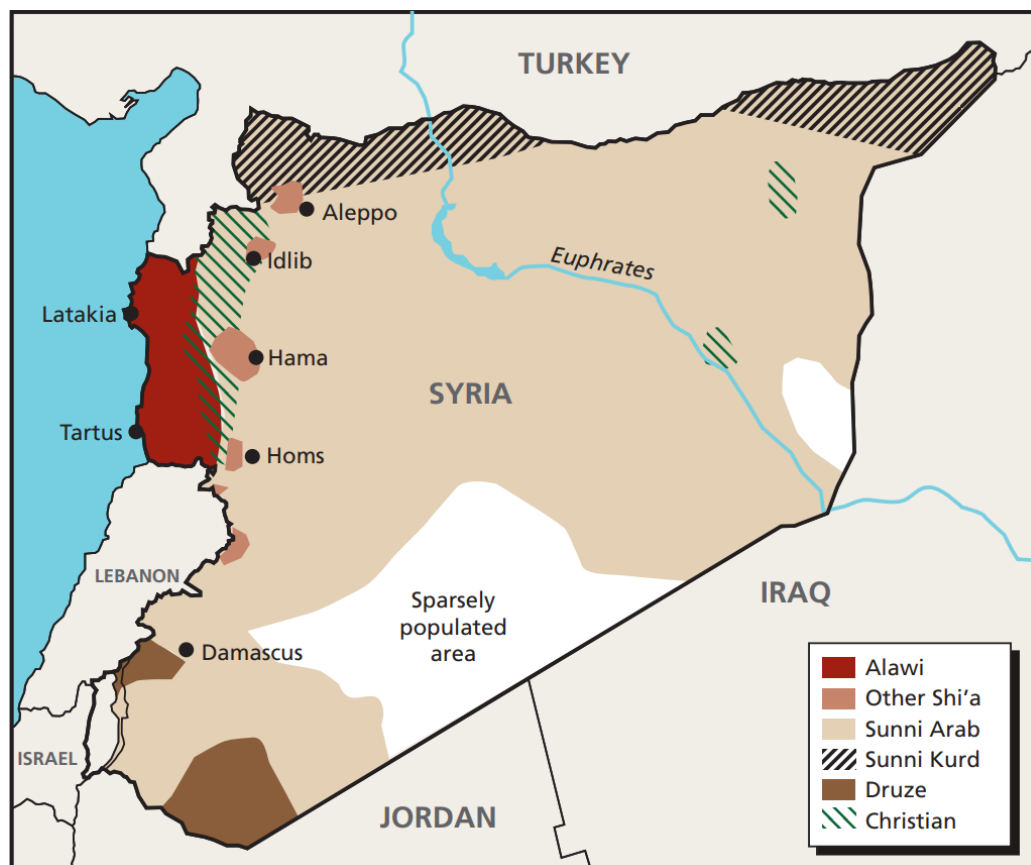 TURKEY
Aleppo
Idlib
Euphrates
Latakia
Hama
SYRIA
Tartus
Homs
LEBANON
Sparsely
populated
area
IRAQ
Damascus
ISRAEL
JORDAN
Alawi
Other Shi’a
Sunni Arab
Sunni Kurd
Druze
Christian